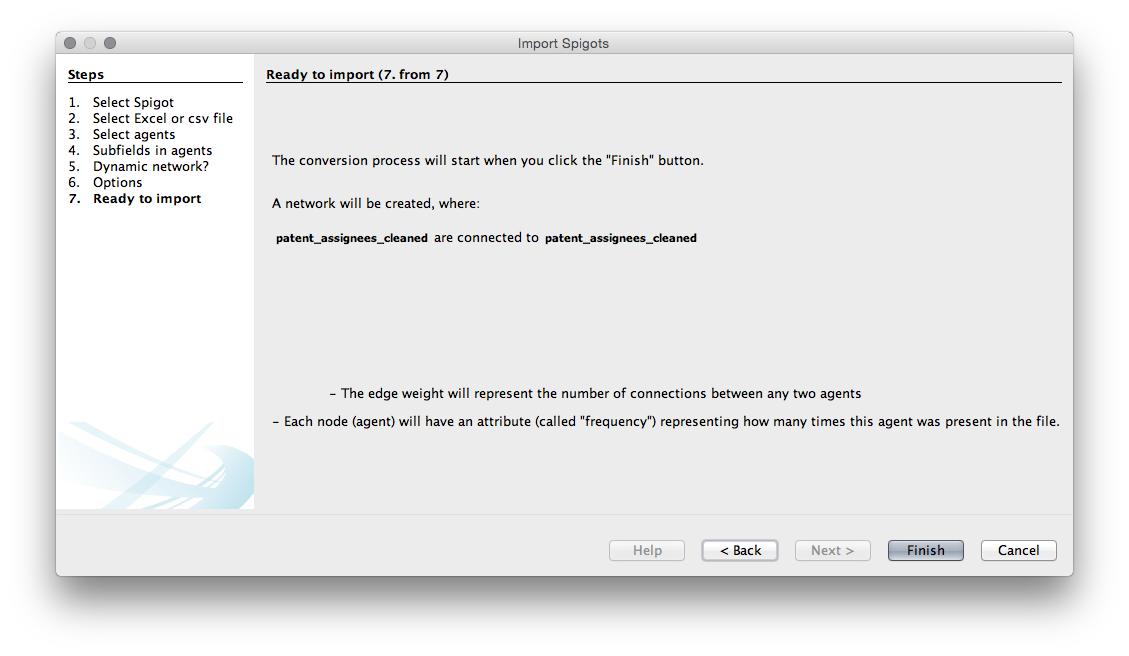 Import Spigots
Steps
1. Select Spigot
2. Select Excel or csv file
3. Select agents
4. Subfields in agents
5. Dynamic network?
6. Options
7. Ready to import
Ready to import (7. from 7)
The conversion process will start when you click the "Finish" button.
A network will be created, where:
patent_assignees_cleaned are connected to patent_assignees_cleaned
– The edge weight will represent the number of connections between any two agents
– Each node (agent) will have an attribute (called "frequency") representing how many times this agent was present in the file.
Help < Back Next > Finish Cancel